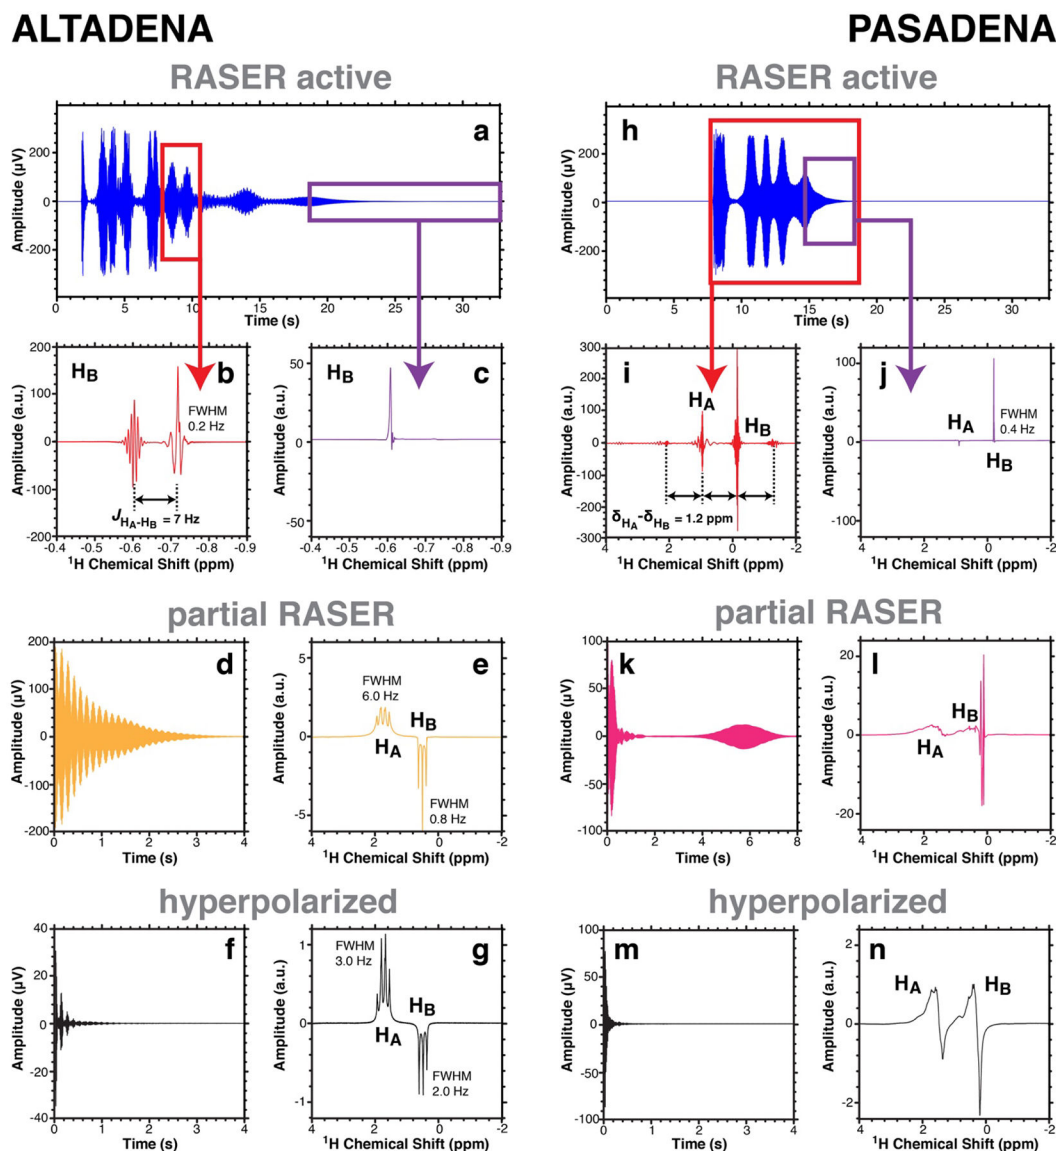 ALTADENA
PASADENA
RASER active
RASER active
a
Amplitude (µV)
200
0
-200
0 5 10 15 20 25 30
Time (s)
h
Amplitude (µV)
200
0
-200
0 5 10 15 20 25 30
Time (s)
b
HB
FWHM
0.2 Hz
JHA-HB = 7 Hz
Amplitude (a.u.)
200
100
0
-100
-200
-0.4 -0.5 -0.6 -0.7 -0.8 -0.9
1H Chemical Shift (ppm)
c
HB
Amplitude (a.u.)
50
0
-50
-0.4 -0.5 -0.6 -0.7 -0.8 -0.9
1H Chemical Shift (ppm)
i
HA
HB
δHA-δHB = 1.2 ppm
Amplitude (a.u.)
300
200
100
0
-100
-200
-300
4 2 0 -2
1H Chemical Shift (ppm)
j
HA
FWHM
0.4 Hz
HB
Amplitude (a.u.)
100
0
-100
4 2 0 -2
1H Chemical Shift (ppm)
partial RASER
partial RASER
d
Amplitude (µV)
200
100
0
-100
-200
0 1 2 3 4
Time (s)
e
FWHM
6.0 Hz
HB
HA
FWHM
0.8 Hz
Amplitude (a.u.)
5
0
-5
4 2 0 -2
1H Chemical Shift (ppm)
k
Amplitude (µV)
100
50
0
-50
-100
0 2 4 6 8
Time (s)
l
HB
HA
Amplitude (a.u.)
20
0
-20
4 2 0 -2
1H Chemical Shift (ppm)
hyperpolarized
hyperpolarized
f
Amplitude (µV)
40
20
0
-20
-40
0 1 2 3 4
Time (s)
g
FWHM
3.0 Hz
HB
HA
FWHM
2.0 Hz
Amplitude (a.u.)
1
0
-1
4 2 0 -2
1H Chemical Shift (ppm)
m
Amplitude (µV)
100
50
0
-50
-100
0 1 2 3 4
Time (s)
n
HA
HB
Amplitude (a.u.)
2
0
-2
4 2 0 -2
1H Chemical Shift (ppm)